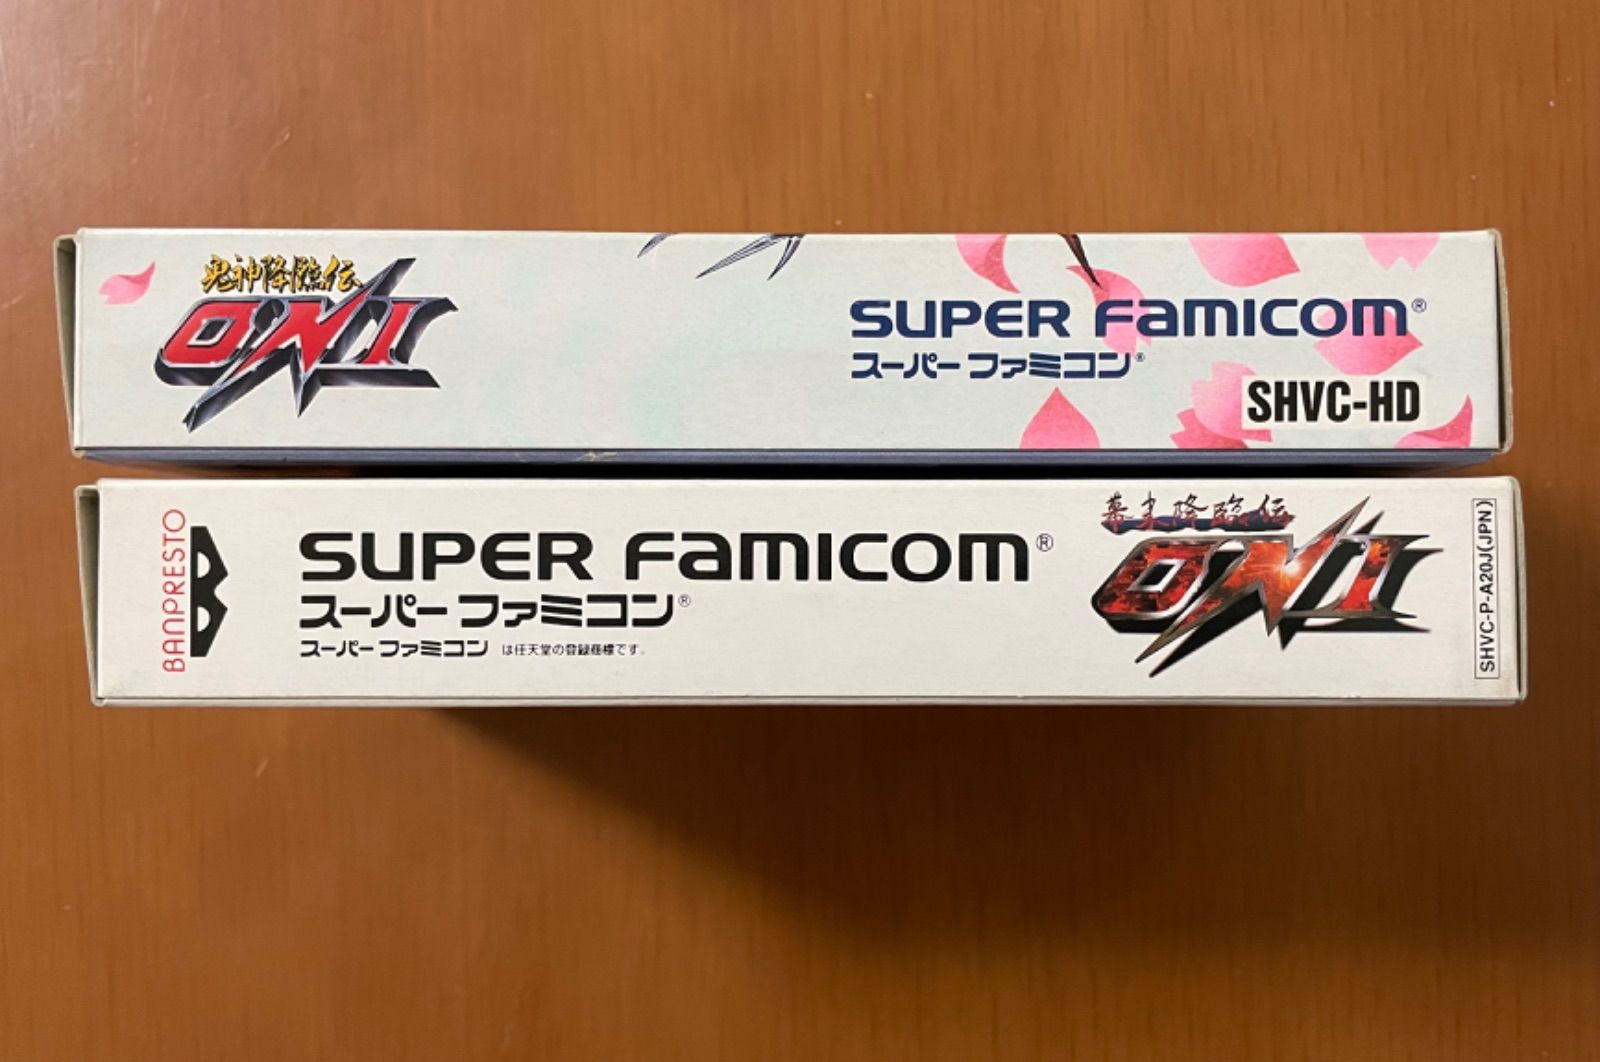 鬼神降臨伝
ONI
SUPER FAMICOM®
スーパーファミコン®
SHVC-HD
BANPRESTO
SUPER FAMICOM®
スーパーファミコン®
スーパーファミコン は任天堂の登録商標です。
幕末降臨伝
ONI
SHVC-P-A20J(JPN)